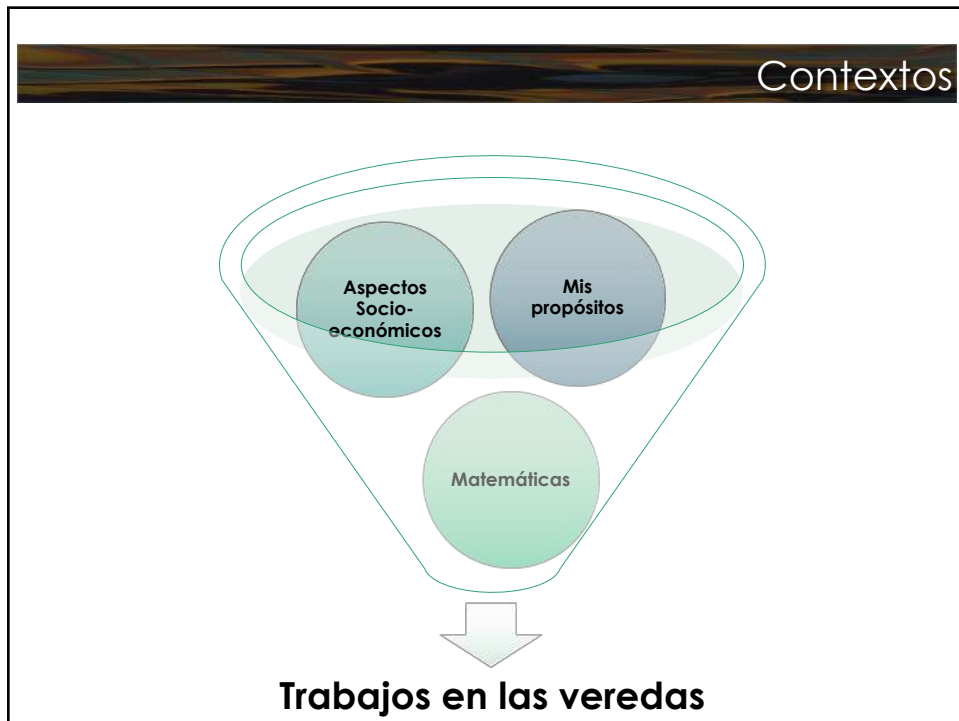 Contextos
Aspectos
Socio-
económicos
Mis
propósitos
Matemáticas
Trabajos en las veredas